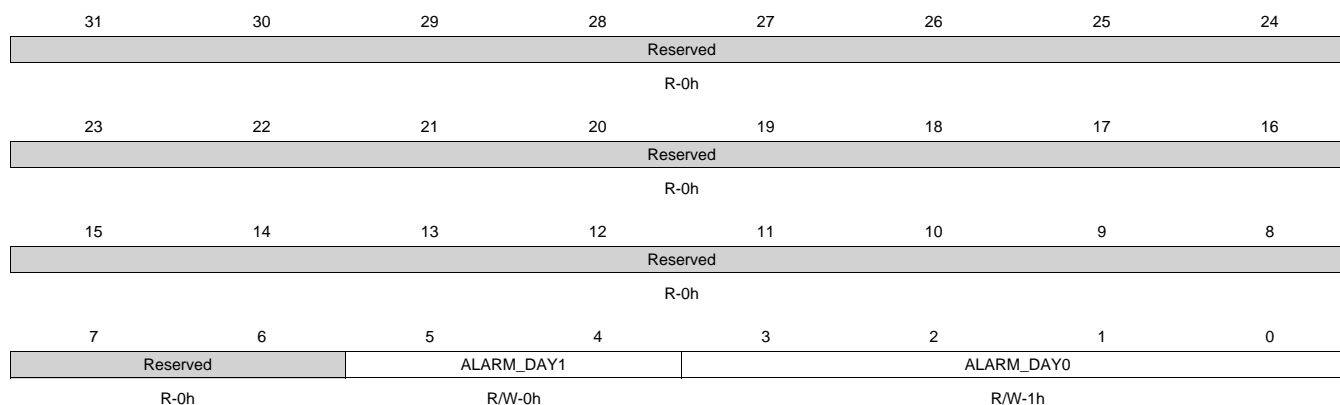 31 30 29 28 27 26 25 24
Reserved
R-0h
23 22 21 20 19 18 17 16
Reserved
R-0h
15 14 13 12 11 10 9 8
Reserved
R-0h
7 6 5 4 3 2 1 0
Reserved ALARM_DAY1 ALARM_DAY0
R-0h R/W-0h R/W-1h